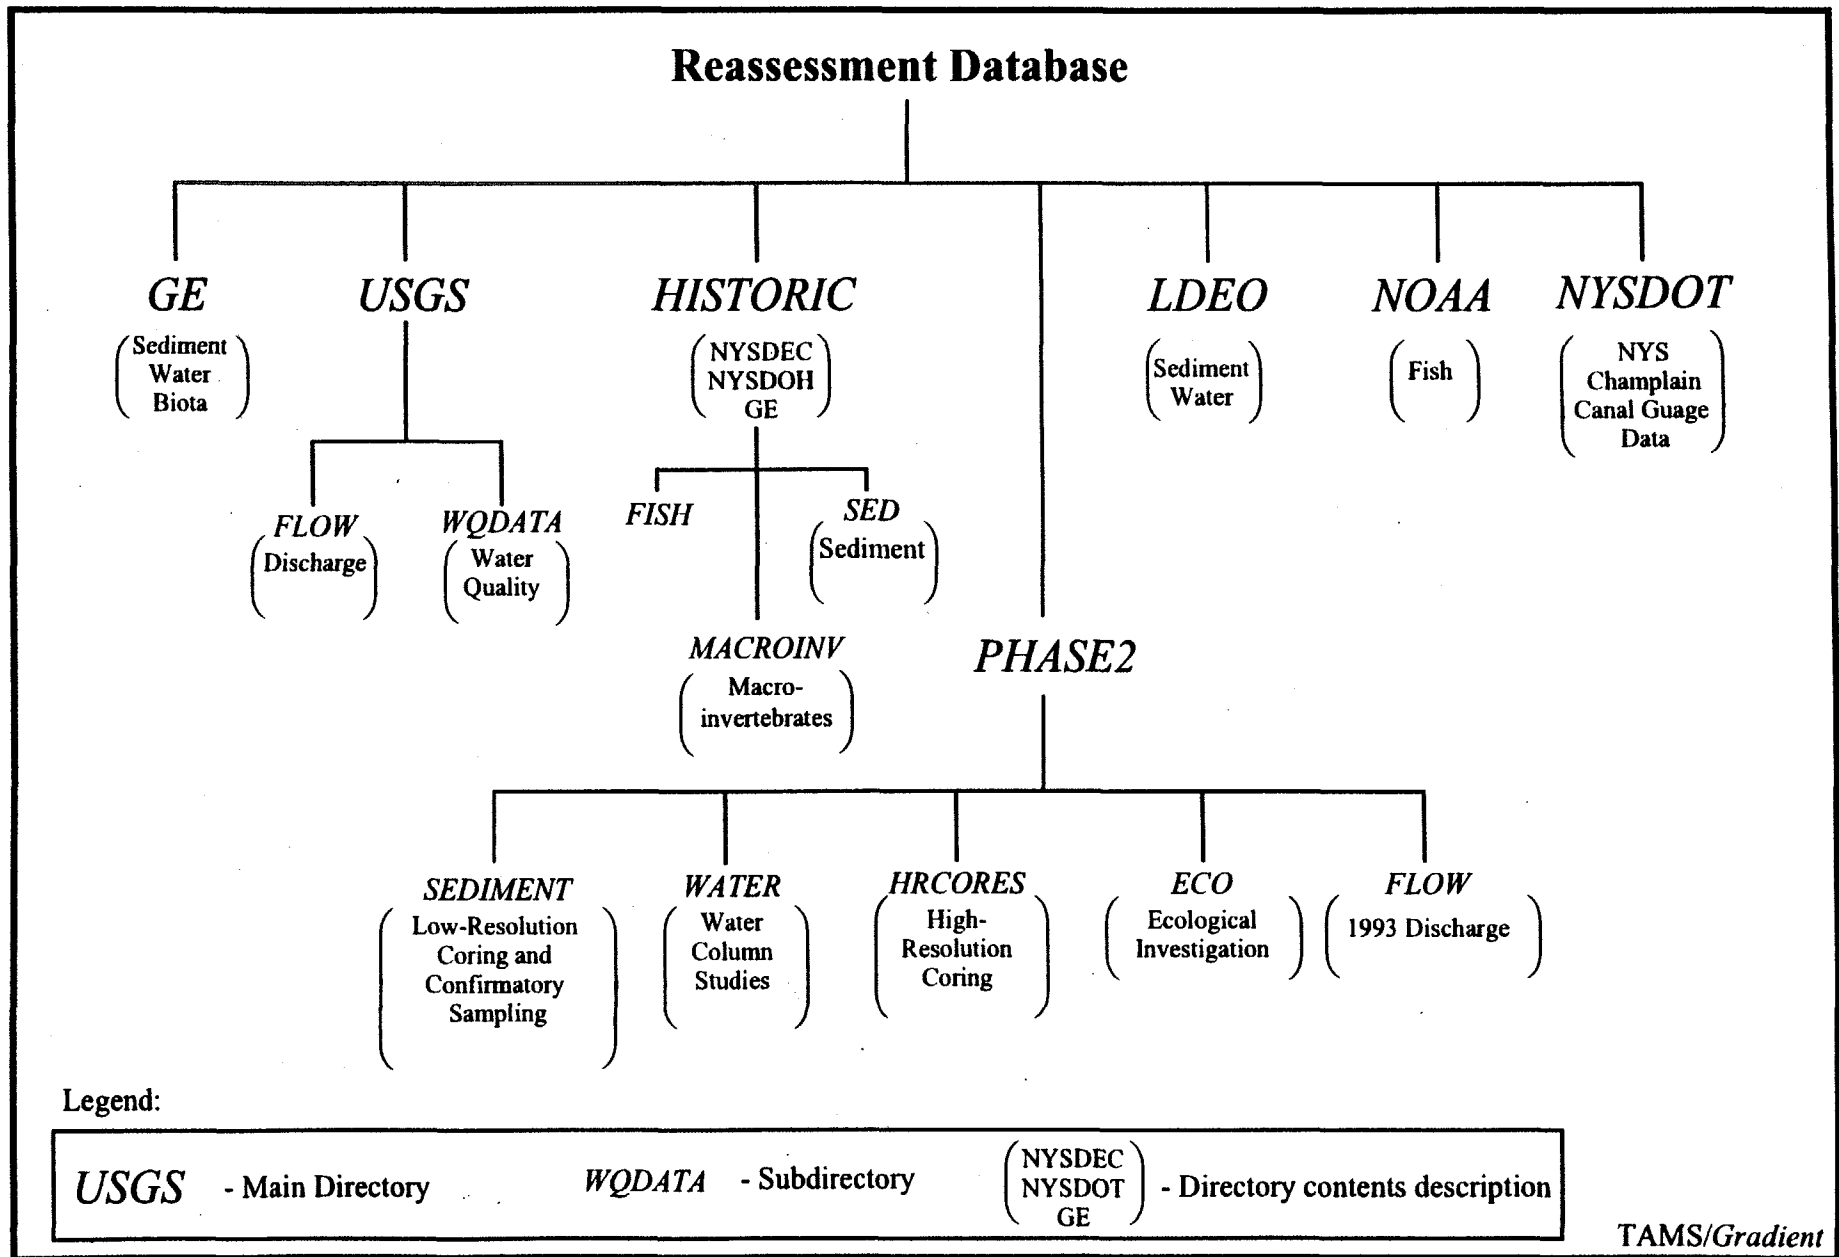 Reassessment Database
GE
Sediment
Water
Biota
USGS
FLOW
Discharge
WQDATA
Water
Quality
HISTORIC
NYSDEC
NYSDOH
GE
FISH
SED
Sediment
MACROINV
Macro-
invertebrates
PHASE2
SEDIMENT
Low-Resolution
Coring and
Confirmatory
Sampling
WATER
Water
Column
Studies
HRCORES
High-
Resolution
Coring
ECO
Ecological
Investigation
FLOW
1993 Discharge
LDEO
Sediment
Water
NOAA
Fish
NYSDOT
NYS
Champlain
Canal Guage
Data
Legend:
USGS - Main Directory
WQDATA - Subdirectory
NYSDEC
NYSDOT
GE
- Directory contents description
TAMS/Gradient